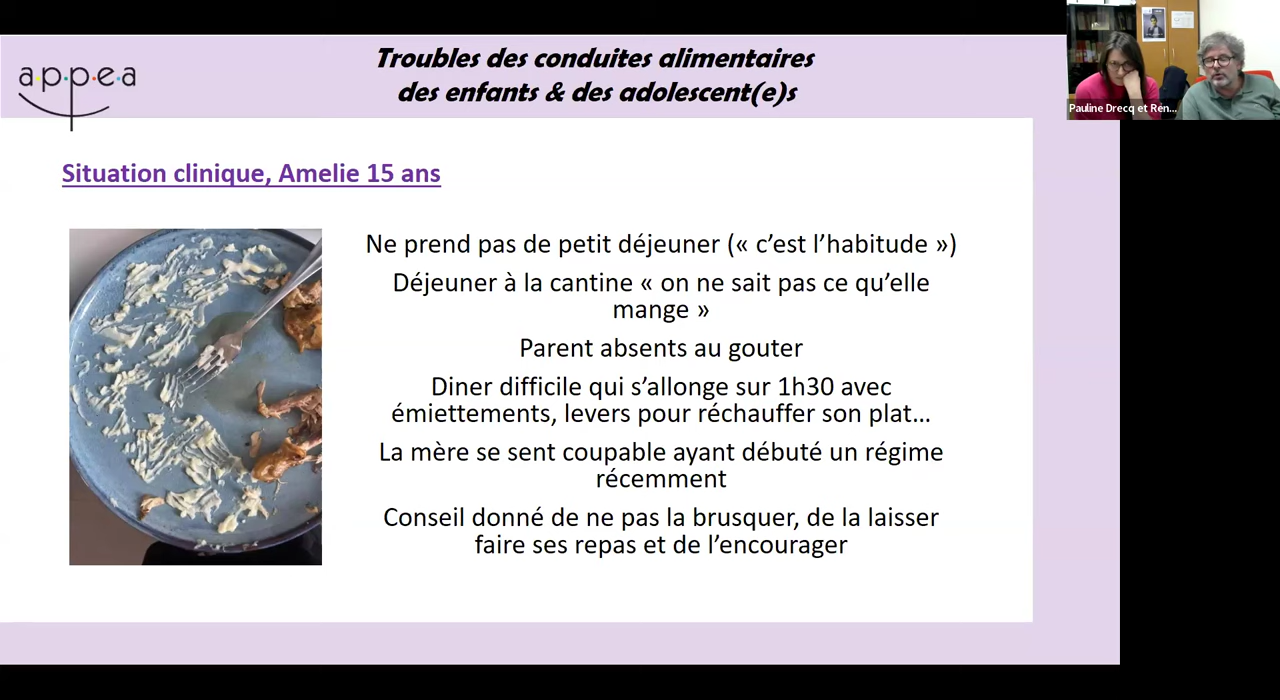 a.p.p.e.a
Troubles des conduites alimentaires
des enfants & des adolescent(e)s
Pauline Drecq et Rén...
Situation clinique, Amelie 15 ans
Ne prend pas de petit déjeuner (« c’est l’habitude »)
Déjeuner à la cantine « on ne sait pas ce qu’elle
mange »
Parent absents au gouter
Diner difficile qui s’allonge sur 1h30 avec
émiettements, levers pour réchauffer son plat…
La mère se sent coupable ayant débuté un régime
récemment
Conseil donné de ne pas la brusquer, de la laisser
faire ses repas et de l’encourager